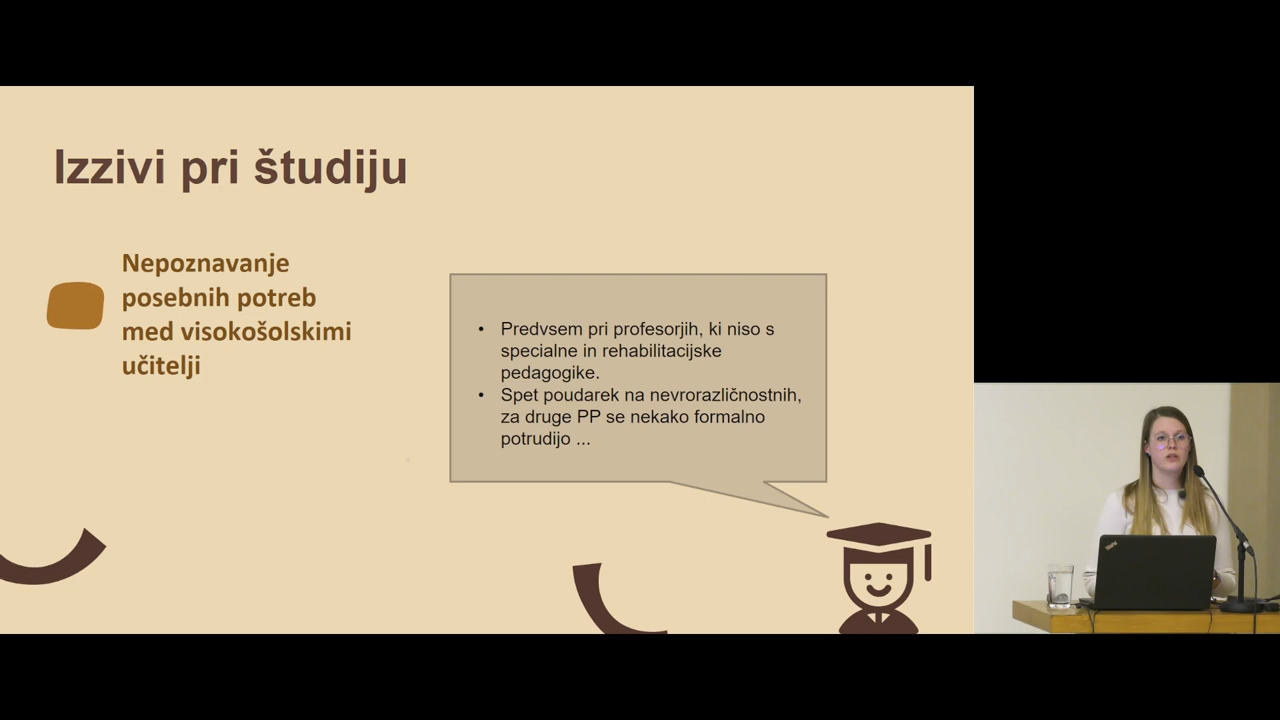 Izzivi pri študiju
Nepoznavanje
posebnih potreb
med visokošolskimi
učitelji
• Predvsem pri profesorjih, ki niso s
specialne in rehabilitacijske
pedagogike.
• Spet poudarek na nevrorazličnostnih,
za druge PP se nekako formalno
potrudijo ...